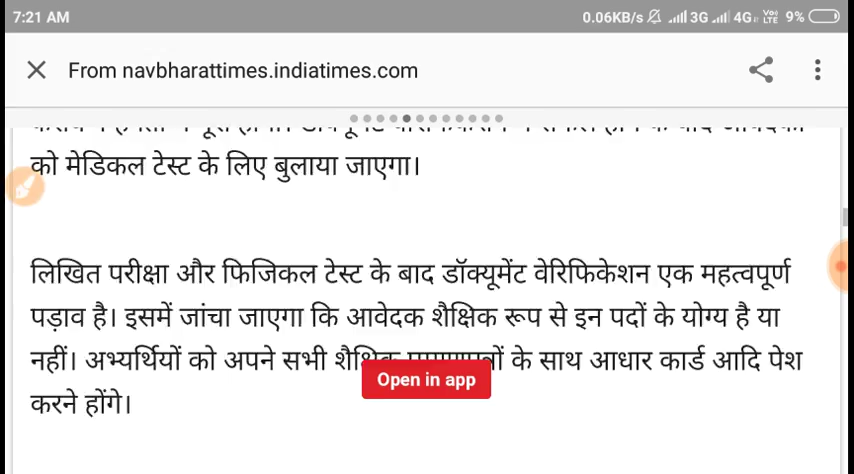 7:21 AM
0.06KB/s 3G 4G VoLTE 9%
From navbharattimes.indiatimes.com
को मेडिकल टेस्ट के लिए बुलाया जाएगा।
लिखित परीक्षा और फिजिकल टेस्ट के बाद डॉक्यूमेंट वेरिफिकेशन एक महत्वपूर्ण
पड़ाव है। इसमें जांचा जाएगा कि आवेदक शैक्षिक रूप से इन पदों के योग्य है या
नहीं। अभ्यर्थियों को अपने सभी के साथ आधार कार्ड आदि पेश
Open in app
करने होंगे।